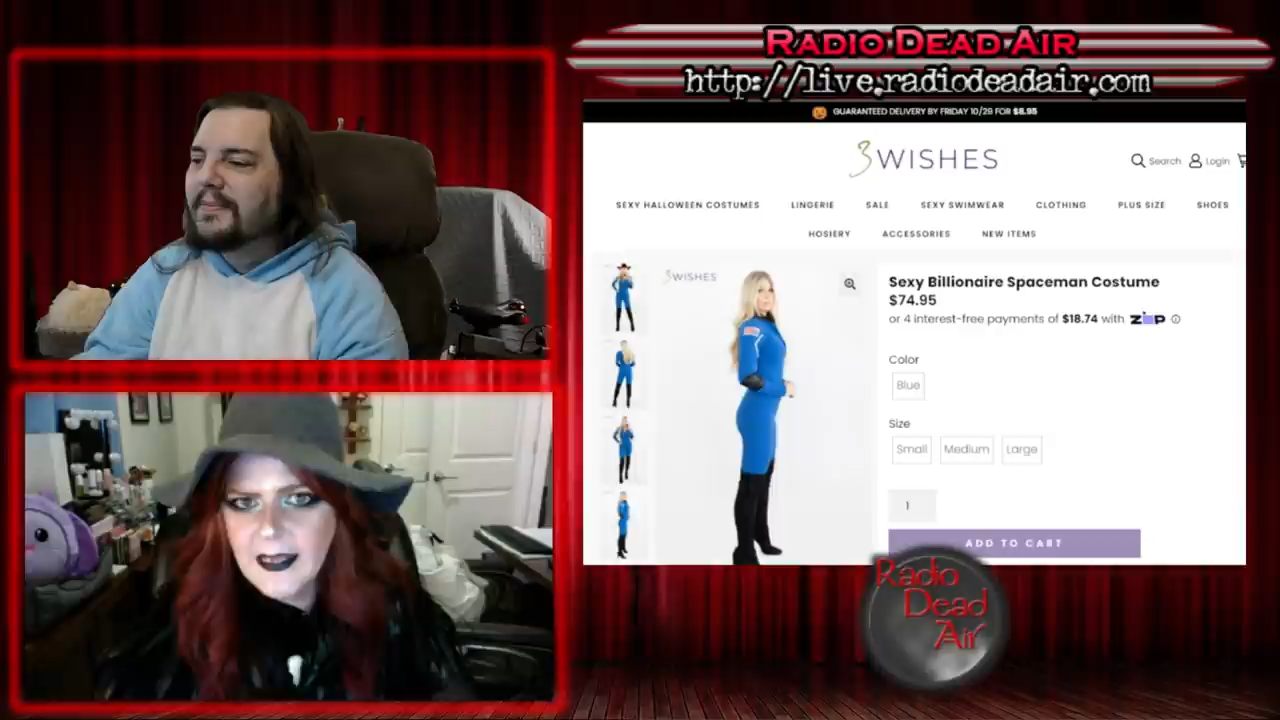 RADIO DEAD AIR
http://live.radiodeadair.com
GUARANTEED DELIVERY BY FRIDAY 10/29 FOR $8.95
3WISHES
Search Login
SEXY HALLOWEEN COSTUMES LINGERIE SALE SEXY SWIMWEAR CLOTHING PLUS SIZE SHOES
HOSIERY ACCESSORIES NEW ITEMS
3WISHES
Sexy Billionaire Spaceman Costume
$74.95
or 4 interest-free payments of $18.74 with ZIP
Color
Blue
Size
Small Medium Large
1
ADD TO CART
Radio
Dead
Air